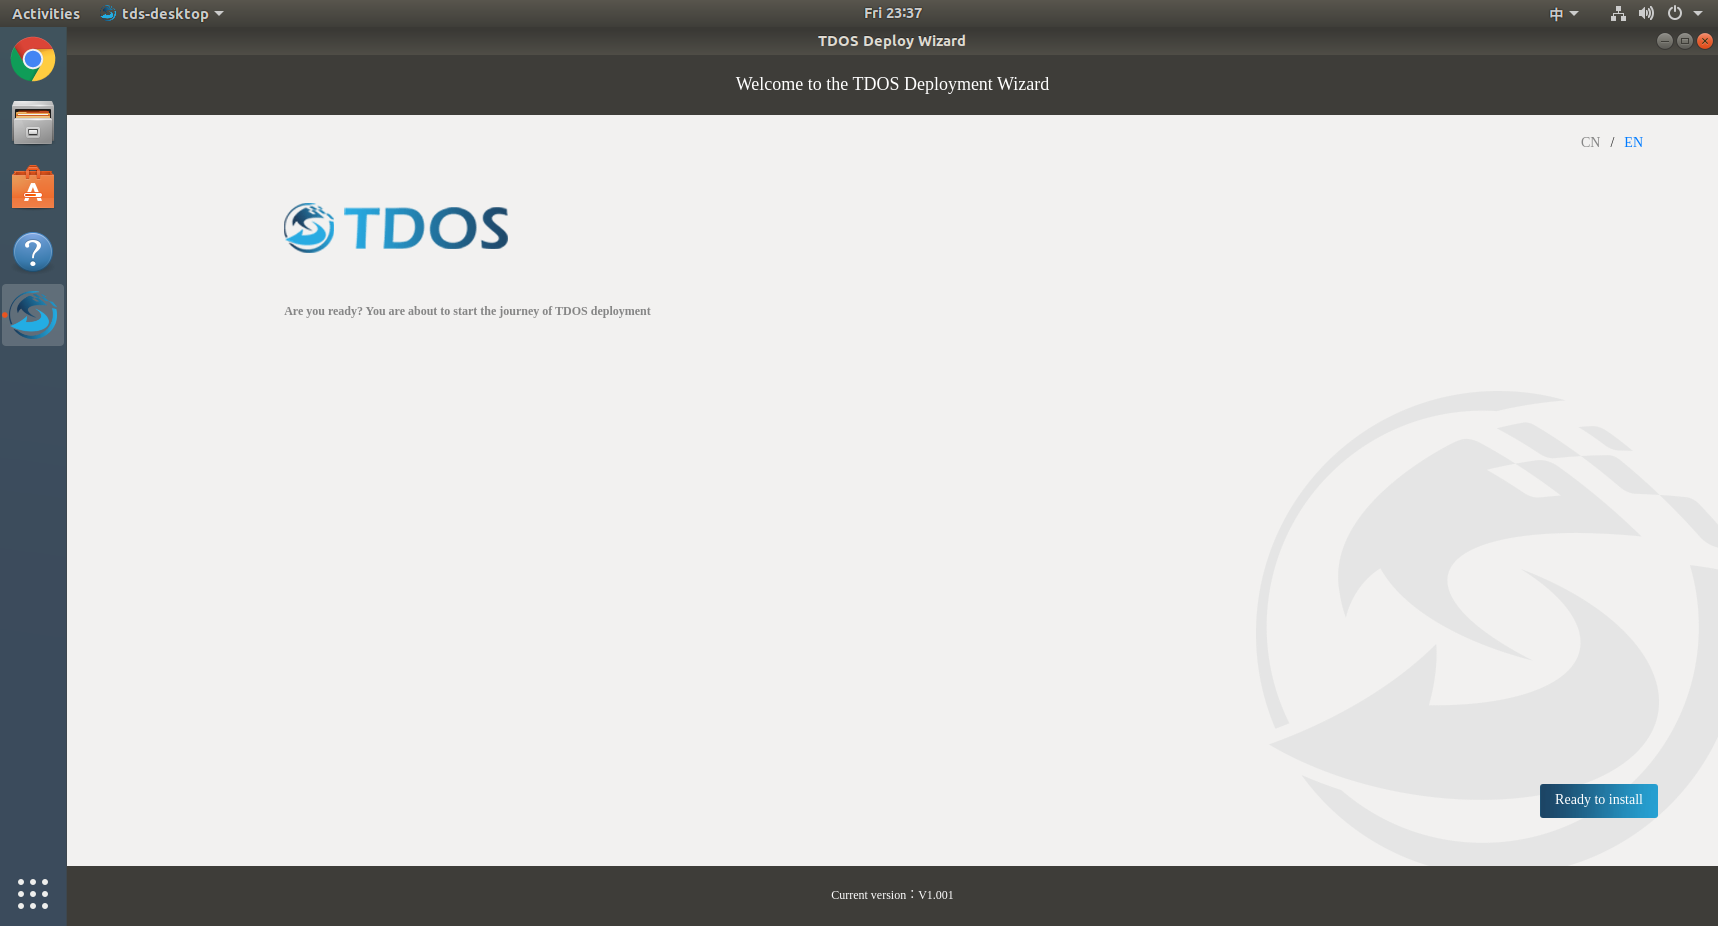 Activities tds-desktop Fri 23:37 中
TDOS Deploy Wizard
Welcome to the TDOS Deployment Wizard
CN / EN
TDOS
Are you ready? You are about to start the journey of TDOS deployment
Ready to install
Current version：V1.001